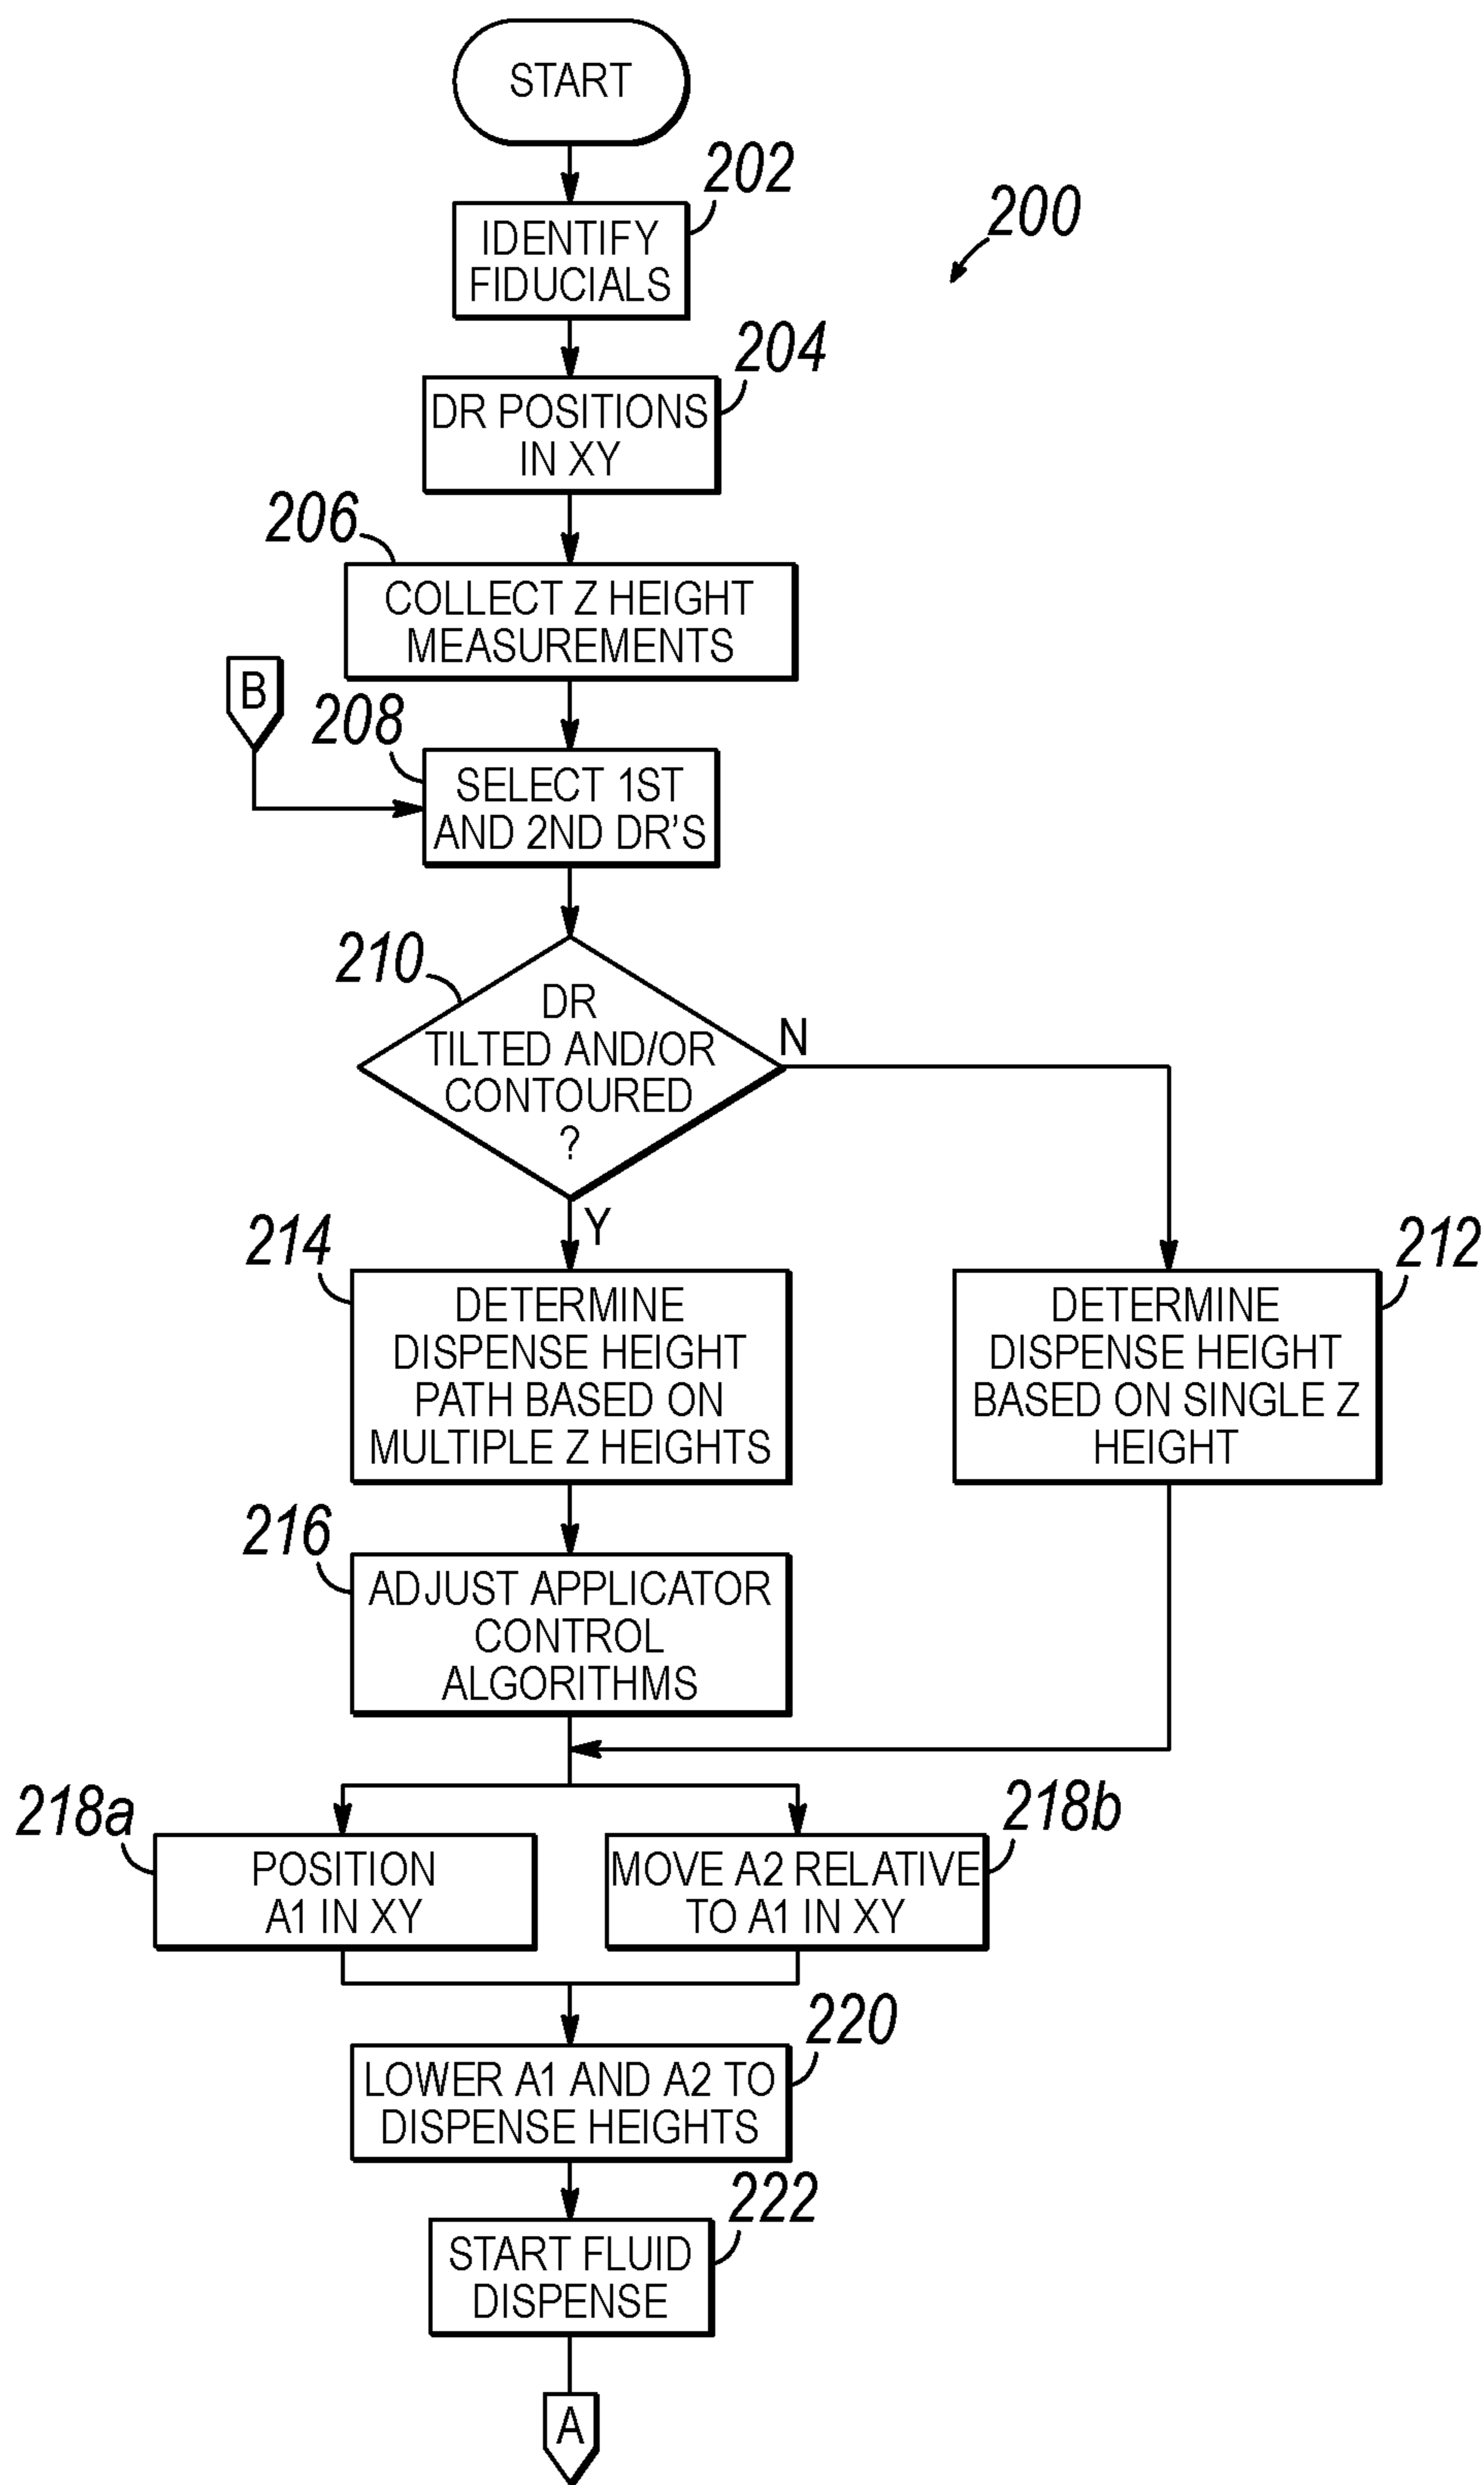 START
202
200
IDENTIFY
FIDUCIALS
204
DR POSITIONS
IN XY
206
COLLECT Z HEIGHT
MEASUREMENTS
B
208
SELECT 1ST
AND 2ND DR'S
210
DR
TILTED AND/OR
CONTOURED
?
N
Y
214
DETERMINE
DISPENSE HEIGHT
PATH BASED ON
MULTIPLE Z HEIGHTS
212
DETERMINE
DISPENSE HEIGHT
BASED ON SINGLE Z
HEIGHT
216
ADJUST APPLICATOR
CONTROL
ALGORITHMS
218a
POSITION
A1 IN XY
218b
MOVE A2 RELATIVE
TO A1 IN XY
220
LOWER A1 AND A2 TO
DISPENSE HEIGHTS
222
START FLUID
DISPENSE
A